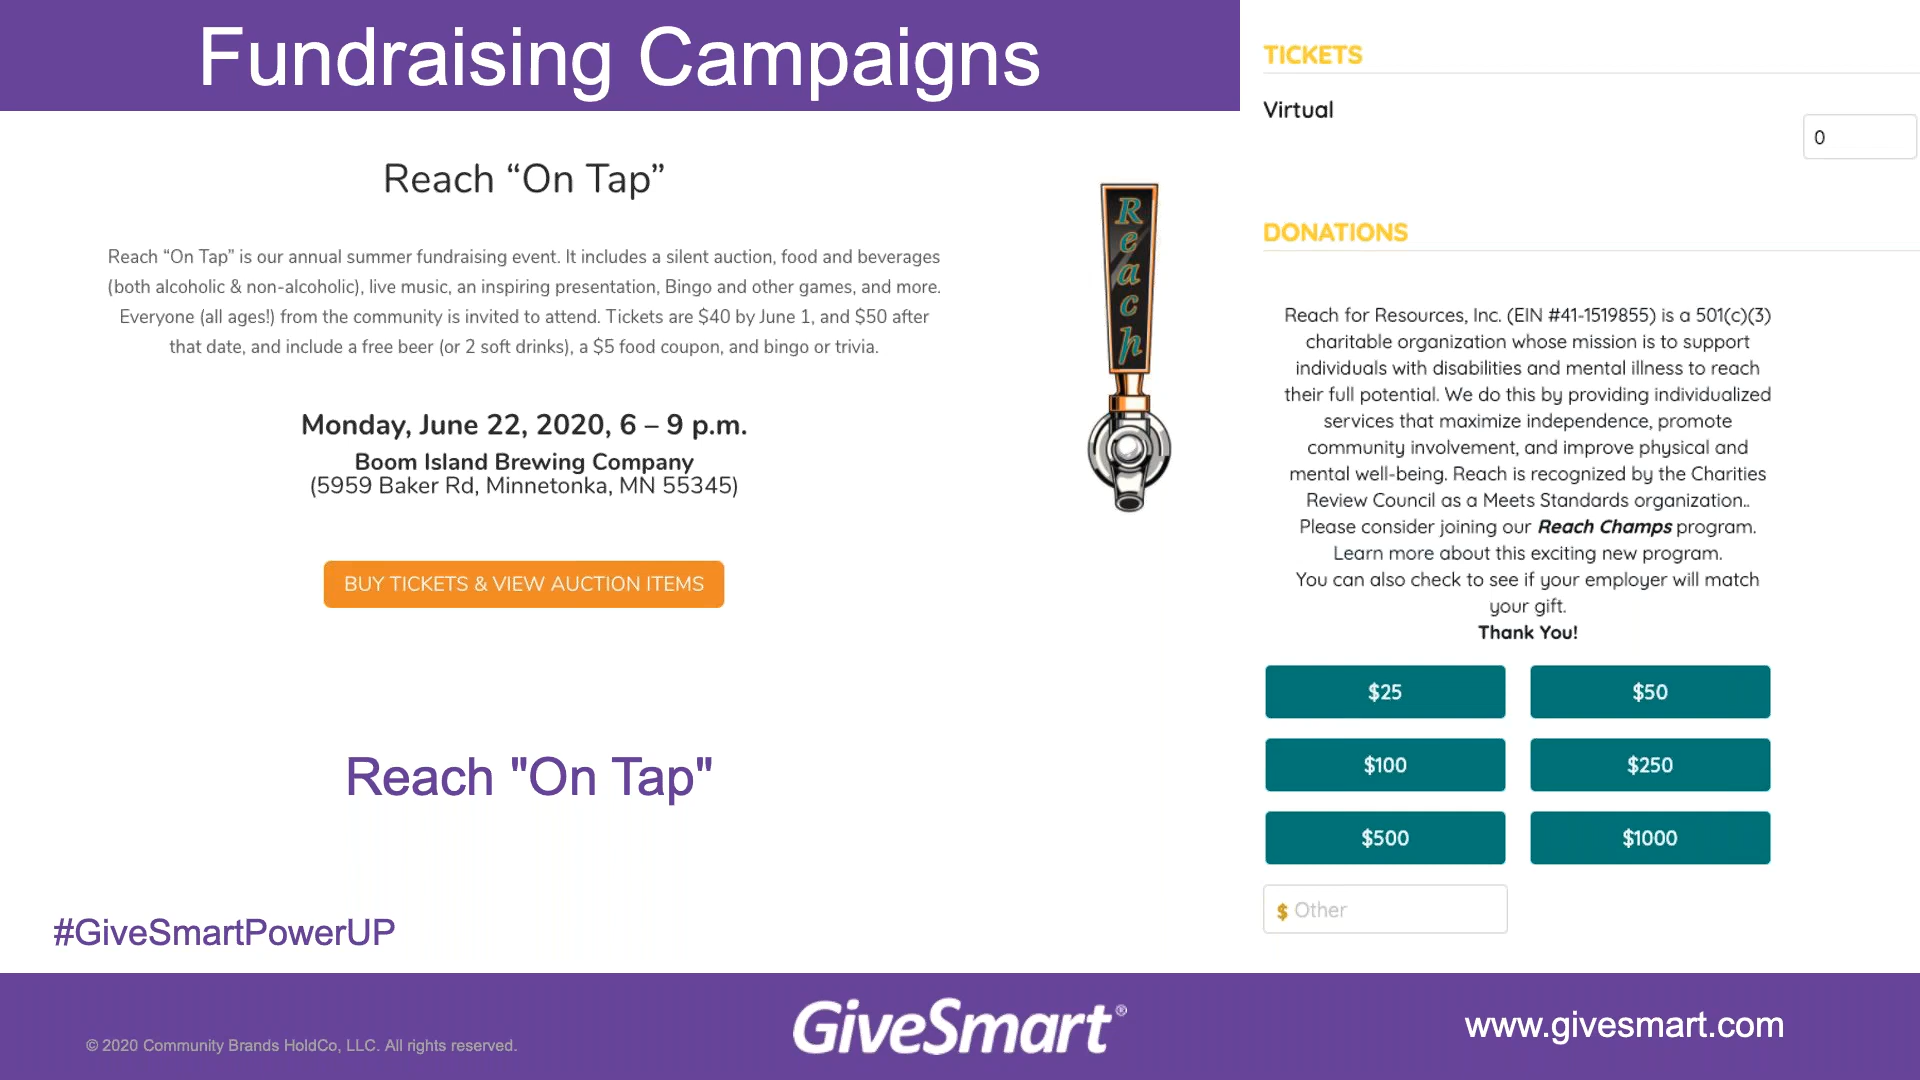 Fundraising Campaigns
Reach “On Tap”
Reach “On Tap” is our annual summer fundraising event. It includes a silent auction, food and beverages
(both alcoholic & non-alcoholic), live music, an inspiring presentation, Bingo and other games, and more.
Everyone (all ages!) from the community is invited to attend. Tickets are $40 by June 1, and $50 after
that date, and include a free beer (or 2 soft drinks), a $5 food coupon, and bingo or trivia.
Monday, June 22, 2020, 6 – 9 p.m.
Boom Island Brewing Company
(5959 Baker Rd, Minnetonka, MN 55345)
BUY TICKETS & VIEW AUCTION ITEMS
Reach
Reach "On Tap"
#GiveSmartPowerUP
TICKETS
Virtual
0
DONATIONS
Reach for Resources, Inc. (EIN #41-1519855) is a 501(c)(3)
charitable organization whose mission is to support
individuals with disabilities and mental illness to reach
their full potential. We do this by providing individualized
services that maximize independence, promote
community involvement, and improve physical and
mental well-being. Reach is recognized by the Charities
Review Council as a Meets Standards organization..
Please consider joining our Reach Champs program.
Learn more about this exciting new program.
You can also check to see if your employer will match
your gift.
Thank You!
$25 $50
$100 $250
$500 $1000
$ Other
© 2020 Community Brands HoldCo, LLC. All rights reserved.
GiveSmart®
www.givesmart.com